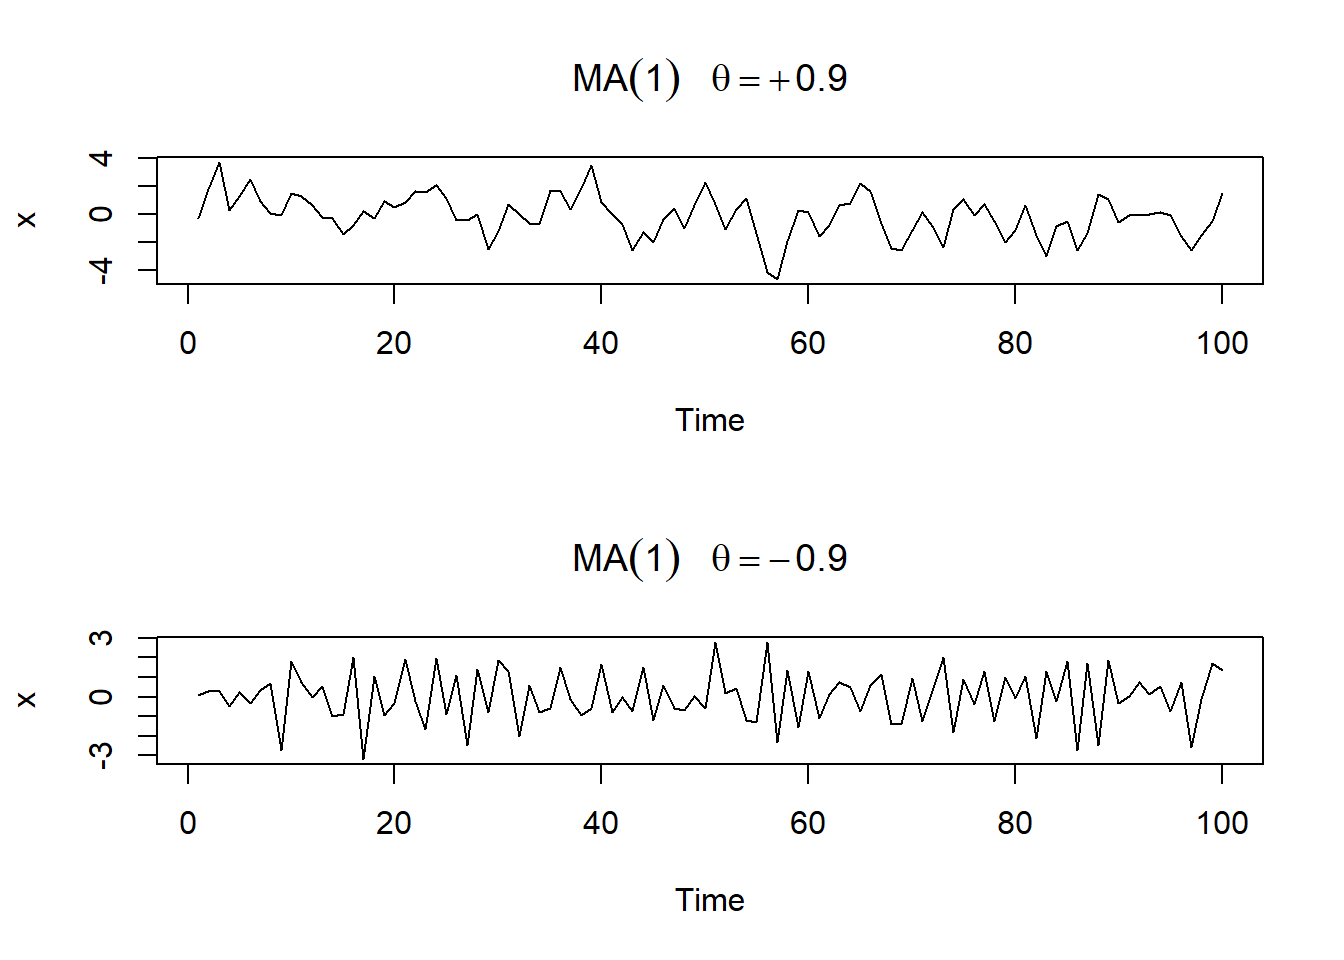 MA(1) θ = +0.9
4
0
-4
x
0 20 40 60 80 100
Time
MA(1) θ = −0.9
3
0
-3
x
0 20 40 60 80 100
Time